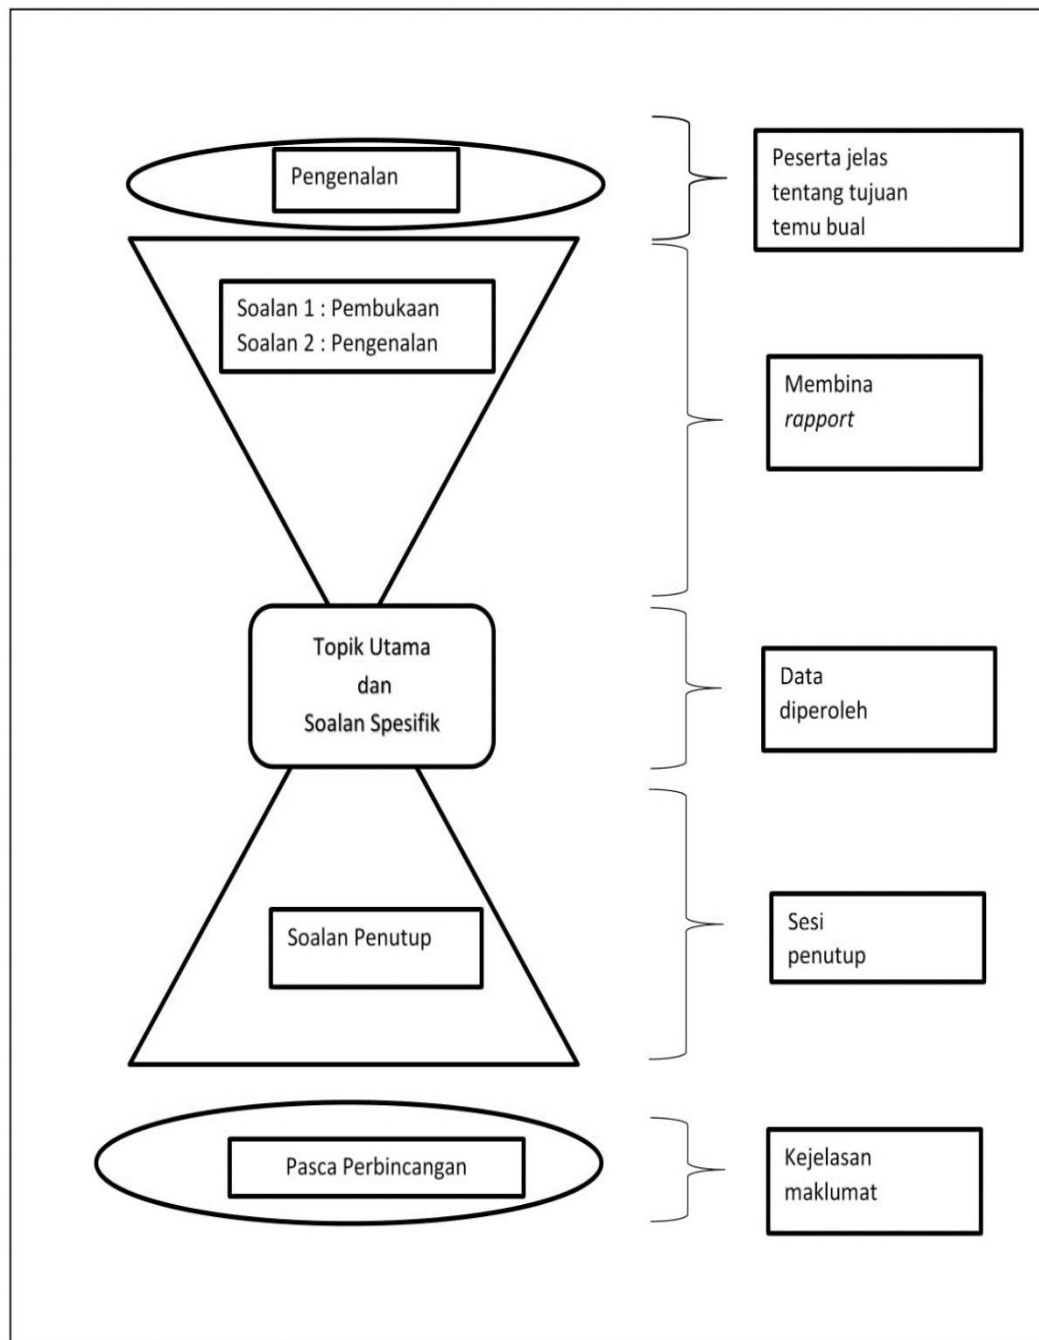 Pengenalan
Peserta jelas
tentang tujuan
temu bual
Soalan 1 : Pembukaan
Soalan 2 : Pengenalan
Membina
rapport
Topik Utama
dan
Soalan Spesifik
Data
diperoleh
Soalan Penutup
Sesi
penutup
Pasca Perbincangan
Kejelasan
maklumat